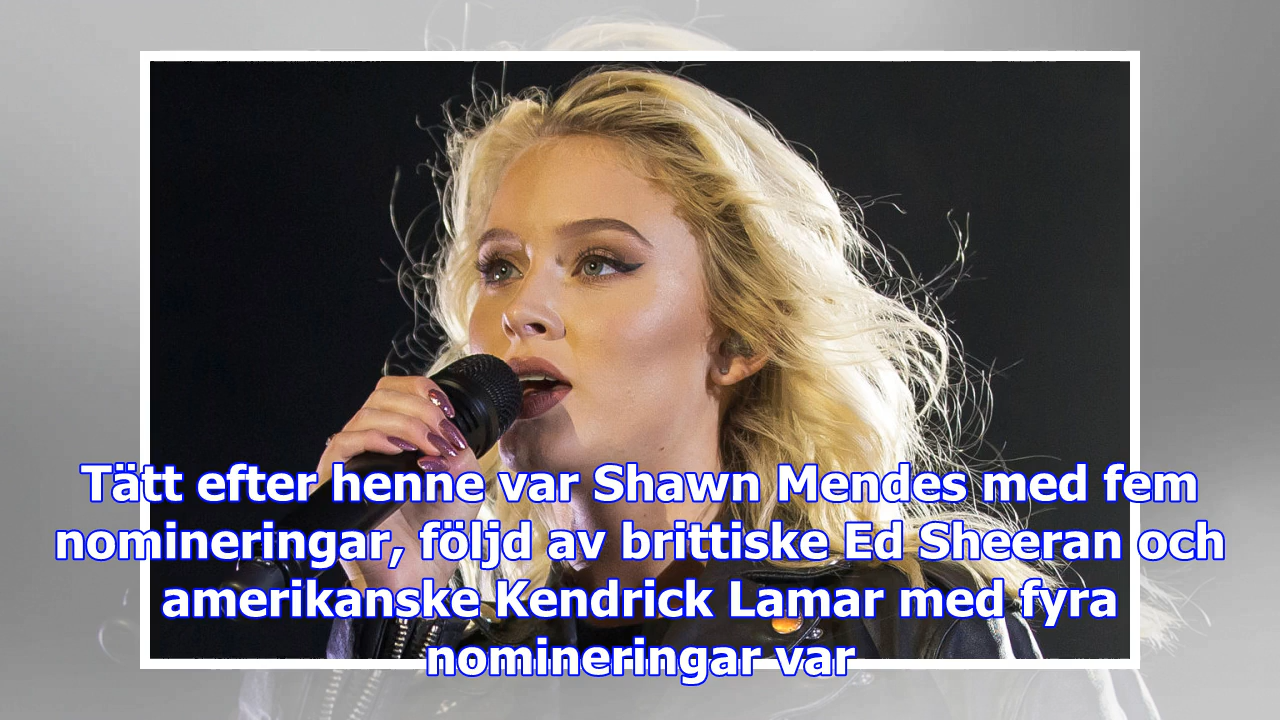 Tätt efter henne var Shawn Mendes med fem
nomineringar, följd av brittiske Ed Sheeran och
amerikanske Kendrick Lamar med fyra
nomineringar var